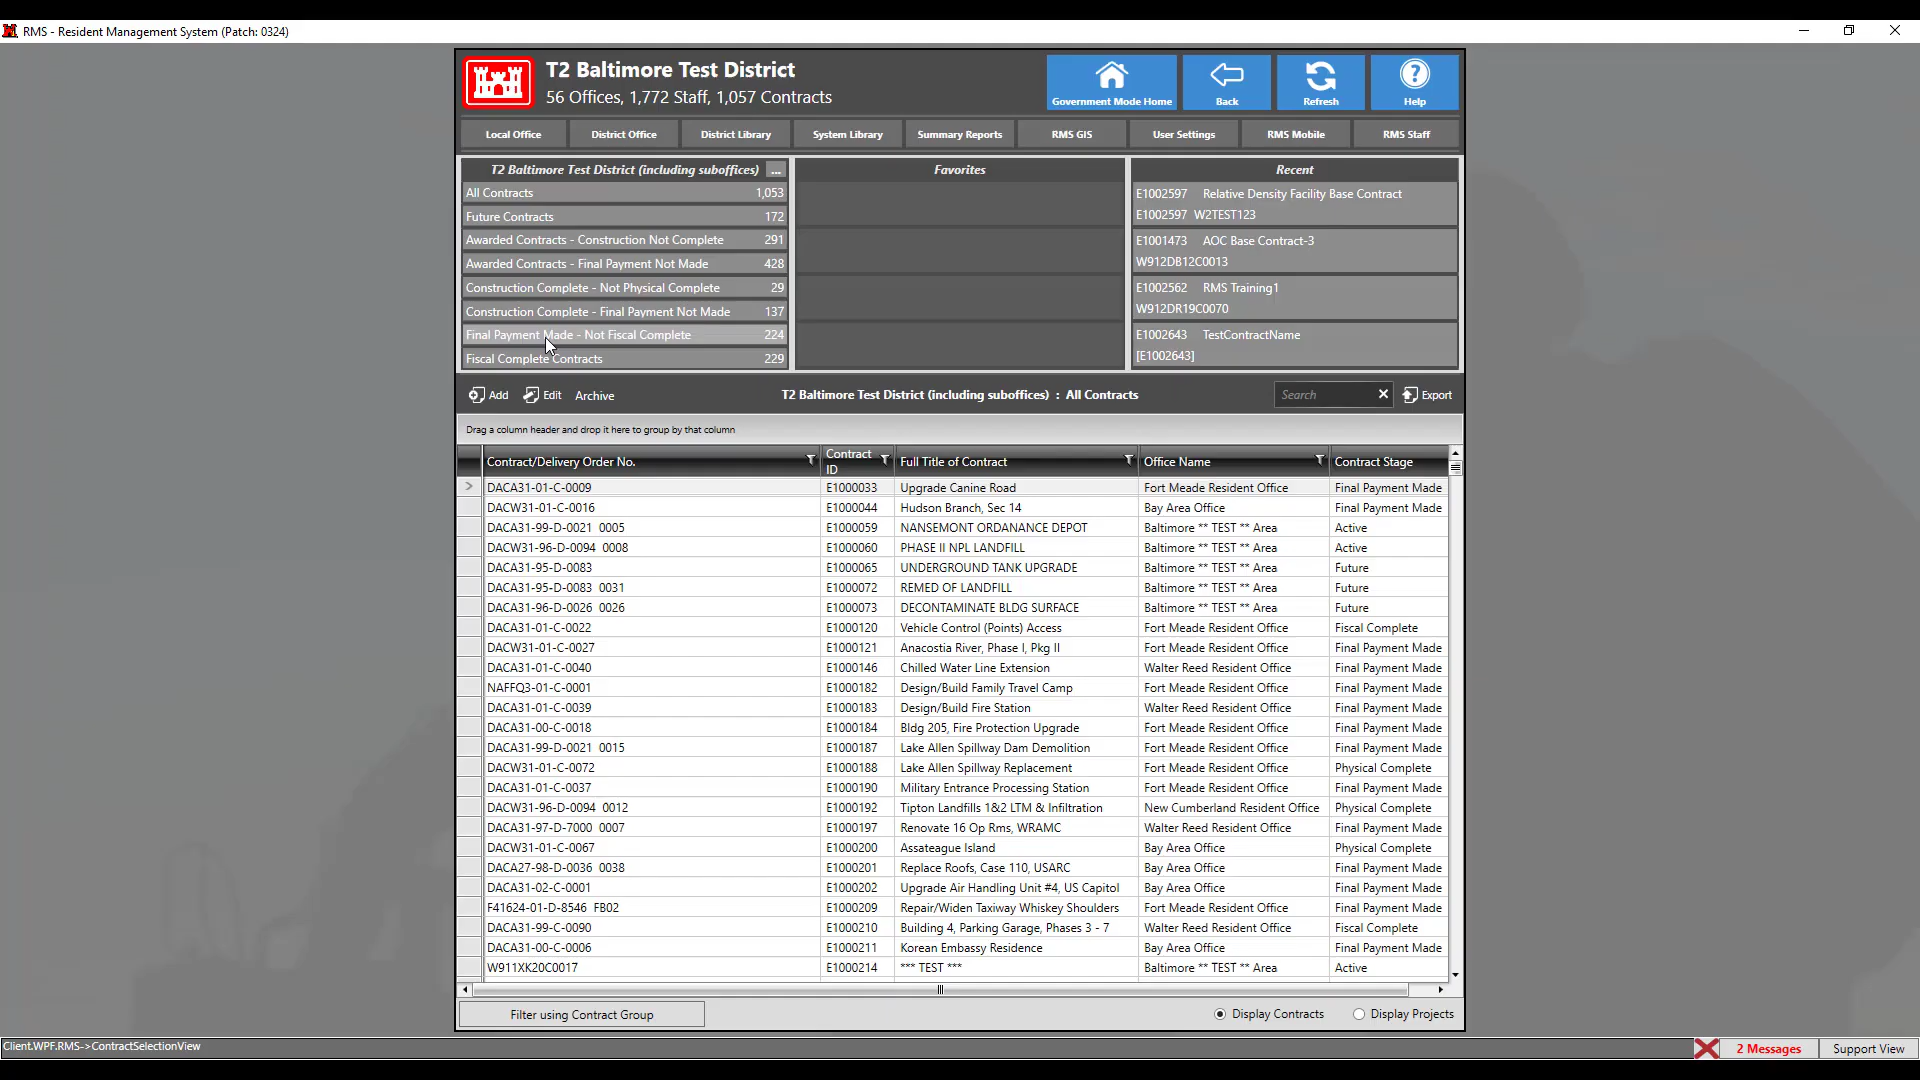 RMS - Resident Management System (Patch: 0324)
T2 Baltimore Test District
56 Offices, 1,772 Staff, 1,057 Contracts
Government Mode Home
Back
Refresh
Help
Local Office
District Office
District Library
System Library
Summary Reports
RMS GIS
User Settings
RMS Mobile
RMS Staff
T2 Baltimore Test District (including suboffices) ...
All Contracts 1,053
Future Contracts 172
Awarded Contracts - Construction Not Complete 291
Awarded Contracts - Final Payment Not Made 428
Construction Complete - Not Physical Complete 29
Construction Complete - Final Payment Not Made 137
Final Payment Made - Not Fiscal Complete 224
Fiscal Complete Contracts 229
Favorites
Recent
E1002597 Relative Density Facility Base Contract
E1002597 W2TEST123
E1001473 AOC Base Contract-3
W912DB12C0013
E1002562 RMS Training1
W912DR19C0070
E1002643 TestContractName
[E1002643]
Add Edit Archive
T2 Baltimore Test District (including suboffices) : All Contracts
Search
Export
Drag a column header and drop it here to group by that column
Contract/Delivery Order No. Contract ID Full Title of Contract Office Name Contract Stage
DACA31-01-C-0009 E1000033 Upgrade Canine Road Fort Meade Resident Office Final Payment Made
DACW31-01-C-0016 E1000044 Hudson Branch, Sec 14 Bay Area Office Final Payment Made
DACA31-99-D-0021 0005 E1000059 NANSEMONT ORDANANCE DEPOT Baltimore ** TEST ** Area Active
DACW31-96-D-0094 0008 E1000060 PHASE II NPL LANDFILL Baltimore ** TEST ** Area Active
DACA31-95-D-0083 E1000065 UNDERGROUND TANK UPGRADE Baltimore ** TEST ** Area Future
DACA31-95-D-0083 0031 E1000072 REMED OF LANDFILL Baltimore ** TEST ** Area Future
DACA31-96-D-0026 0026 E1000073 DECONTAMINATE BLDG SURFACE Baltimore ** TEST ** Area Future
DACA31-01-C-0022 E1000120 Vehicle Control (Points) Access Fort Meade Resident Office Fiscal Complete
DACW31-01-C-0027 E1000121 Anacostia River, Phase I, Pkg II Fort Meade Resident Office Final Payment Made
DACA31-01-C-0040 E1000146 Chilled Water Line Extension Walter Reed Resident Office Final Payment Made
NAFFQ3-01-C-0001 E1000182 Design/Build Family Travel Camp Fort Meade Resident Office Final Payment Made
DACA31-01-C-0039 E1000183 Design/Build Fire Station Walter Reed Resident Office Final Payment Made
DACA31-00-C-0018 E1000184 Bldg 205, Fire Protection Upgrade Fort Meade Resident Office Final Payment Made
DACA31-99-D-0021 0015 E1000187 Lake Allen Spillway Dam Demolition Fort Meade Resident Office Final Payment Made
DACW31-01-C-0072 E1000188 Lake Allen Spillway Replacement Fort Meade Resident Office Physical Complete
DACA31-01-C-0037 E1000190 Military Entrance Processing Station Fort Meade Resident Office Final Payment Made
DACW31-96-D-0094 0012 E1000192 Tipton Landfills 1&2 LTM & Infiltration New Cumberland Resident Office Physical Complete
DACA31-97-D-7000 0007 E1000197 Renovate 16 Op Rms, WRAMC Walter Reed Resident Office Final Payment Made
DACW31-01-C-0067 E1000200 Assateague Island Bay Area Office Physical Complete
DACA27-98-D-0036 0038 E1000201 Replace Roofs, Case 110, USARC Bay Area Office Final Payment Made
DACA31-02-C-0001 E1000202 Upgrade Air Handling Unit #4, US Capitol Bay Area Office Final Payment Made
F41624-01-D-8546 FB02 E1000209 Repair/Widen Taxiway Whiskey Shoulders Fort Meade Resident Office Final Payment Made
DACA31-99-C-0090 E1000210 Building 4, Parking Garage, Phases 3 - 7 Walter Reed Resident Office Fiscal Complete
DACA31-00-C-0006 E1000211 Korean Embassy Residence Bay Area Office Final Payment Made
W911XK20C0017 E1000214 *** TEST *** Baltimore ** TEST ** Area Active
Filter using Contract Group
Display Contracts
Display Projects
Client.WPF.RMS->ContractSelectionView
2 Messages
Support View